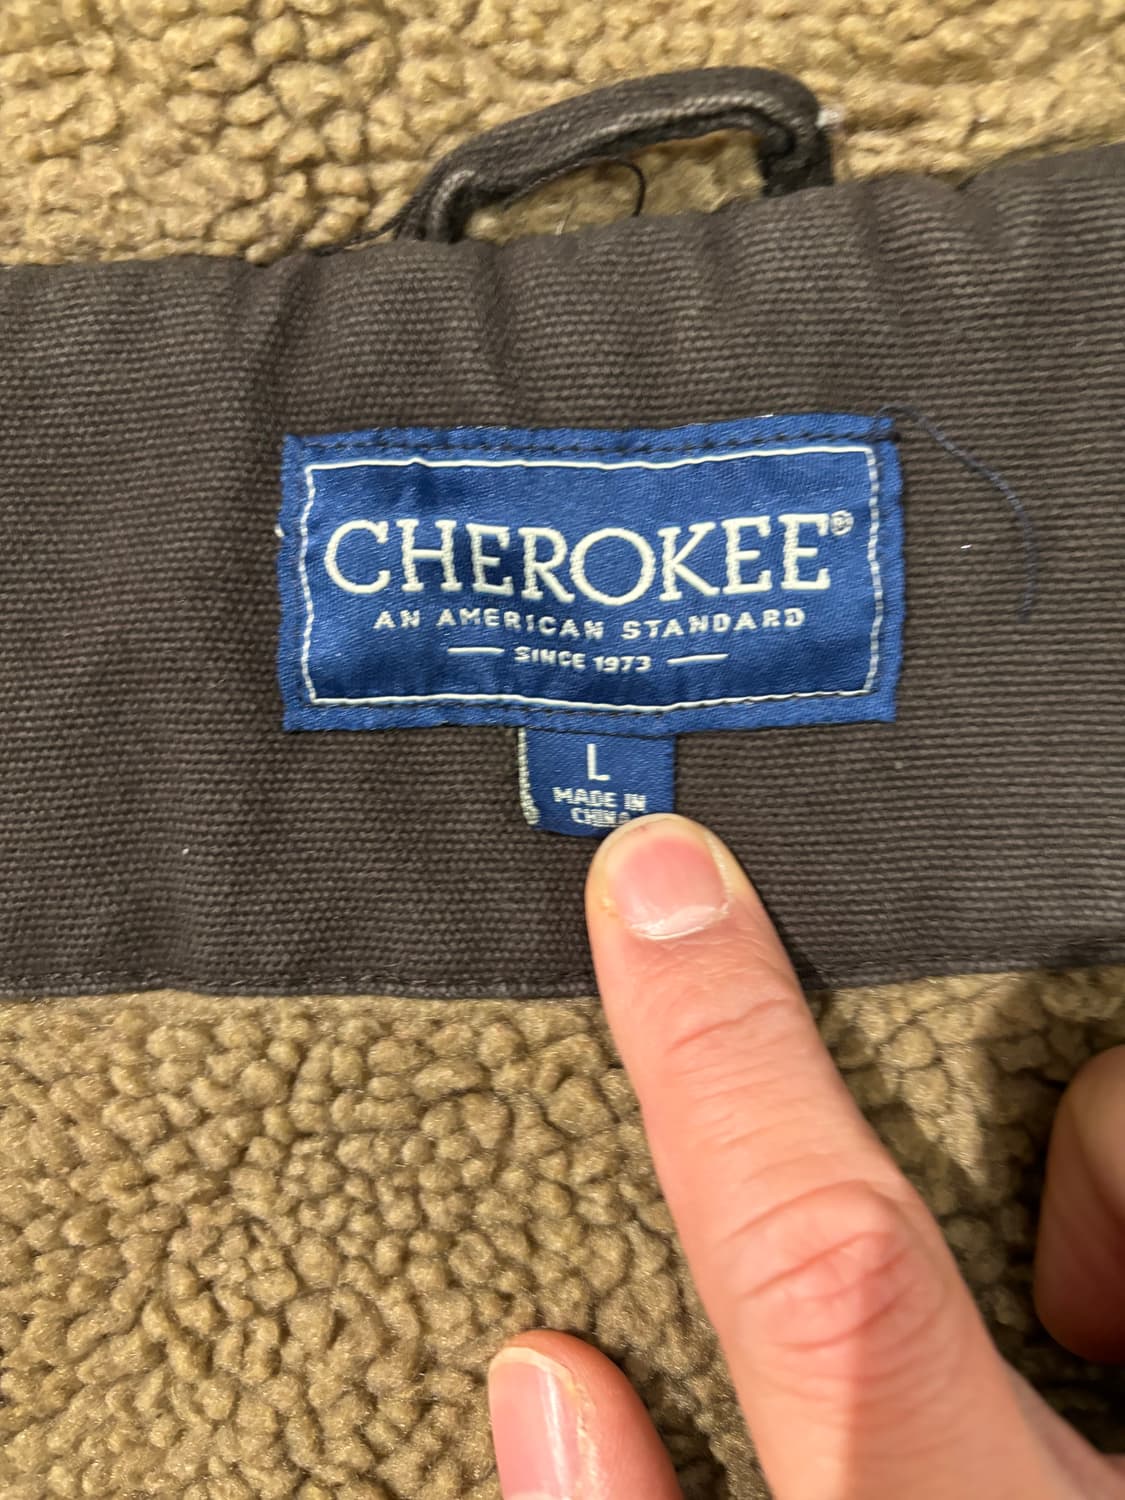 CHEROKEE®
AN AMERICAN STANDARD
SINCE 1973
L
MADE IN
CHINA